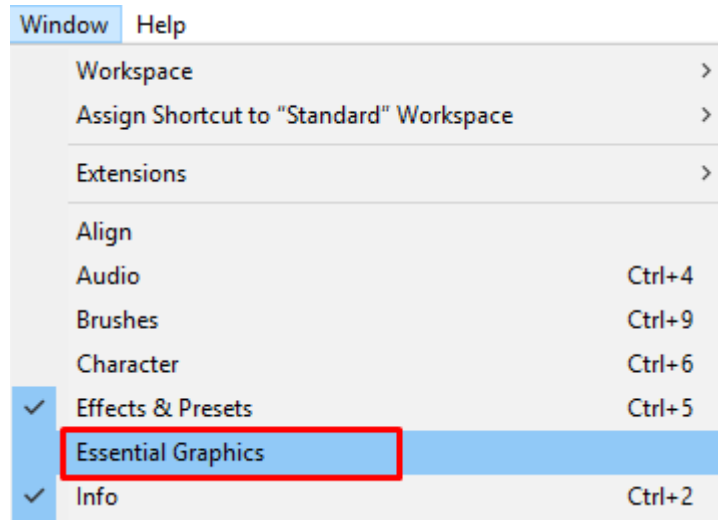 Window Help
Workspace
Assign Shortcut to “Standard” Workspace
Extensions
Align
Audio Ctrl+4
Brushes Ctrl+9
Character Ctrl+6
Effects & Presets Ctrl+5
Essential Graphics
Info Ctrl+2